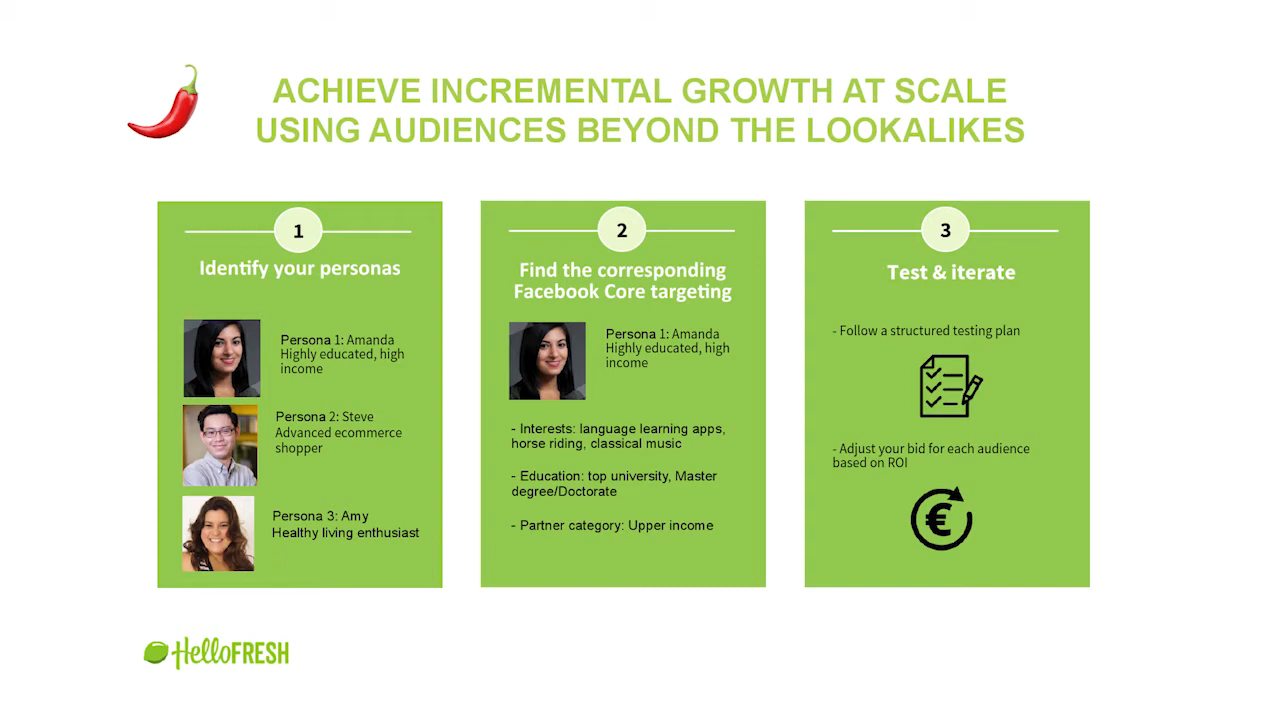 ACHIEVE INCREMENTAL GROWTH AT SCALE
USING AUDIENCES BEYOND THE LOOKALIKES
1
Identify your personas
Persona 1: Amanda
Highly educated, high
income
Persona 2: Steve
Advanced ecommerce
shopper
Persona 3: Amy
Healthy living enthusiast
2
Find the corresponding
Facebook Core targeting
Persona 1: Amanda
Highly educated, high
income
- Interests: language learning apps,
horse riding, classical music
- Education: top university, Master
degree/Doctorate
- Partner category: Upper income
3
Test & iterate
- Follow a structured testing plan
- Adjust your bid for each audience
based on ROI
€
HelloFRESH